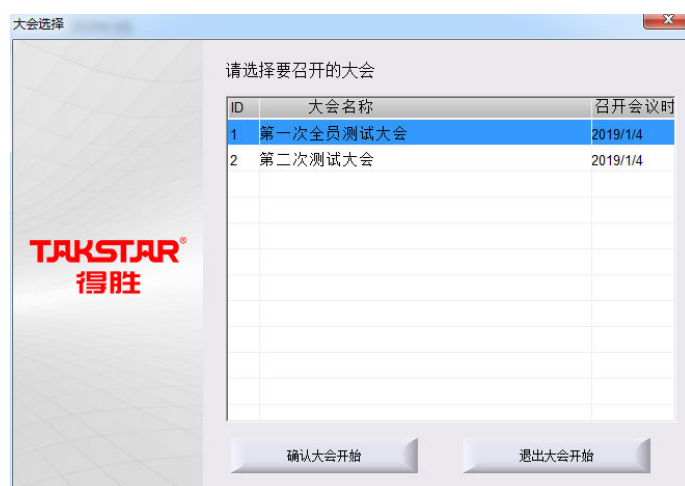 大会选择
请选择要召开的大会
ID 大会名称 召开会议时
1 第一次全员测试大会 2019/1/4
2 第二次测试大会 2019/1/4
TAKSTAR®
得胜
确认大会开始 退出大会开始